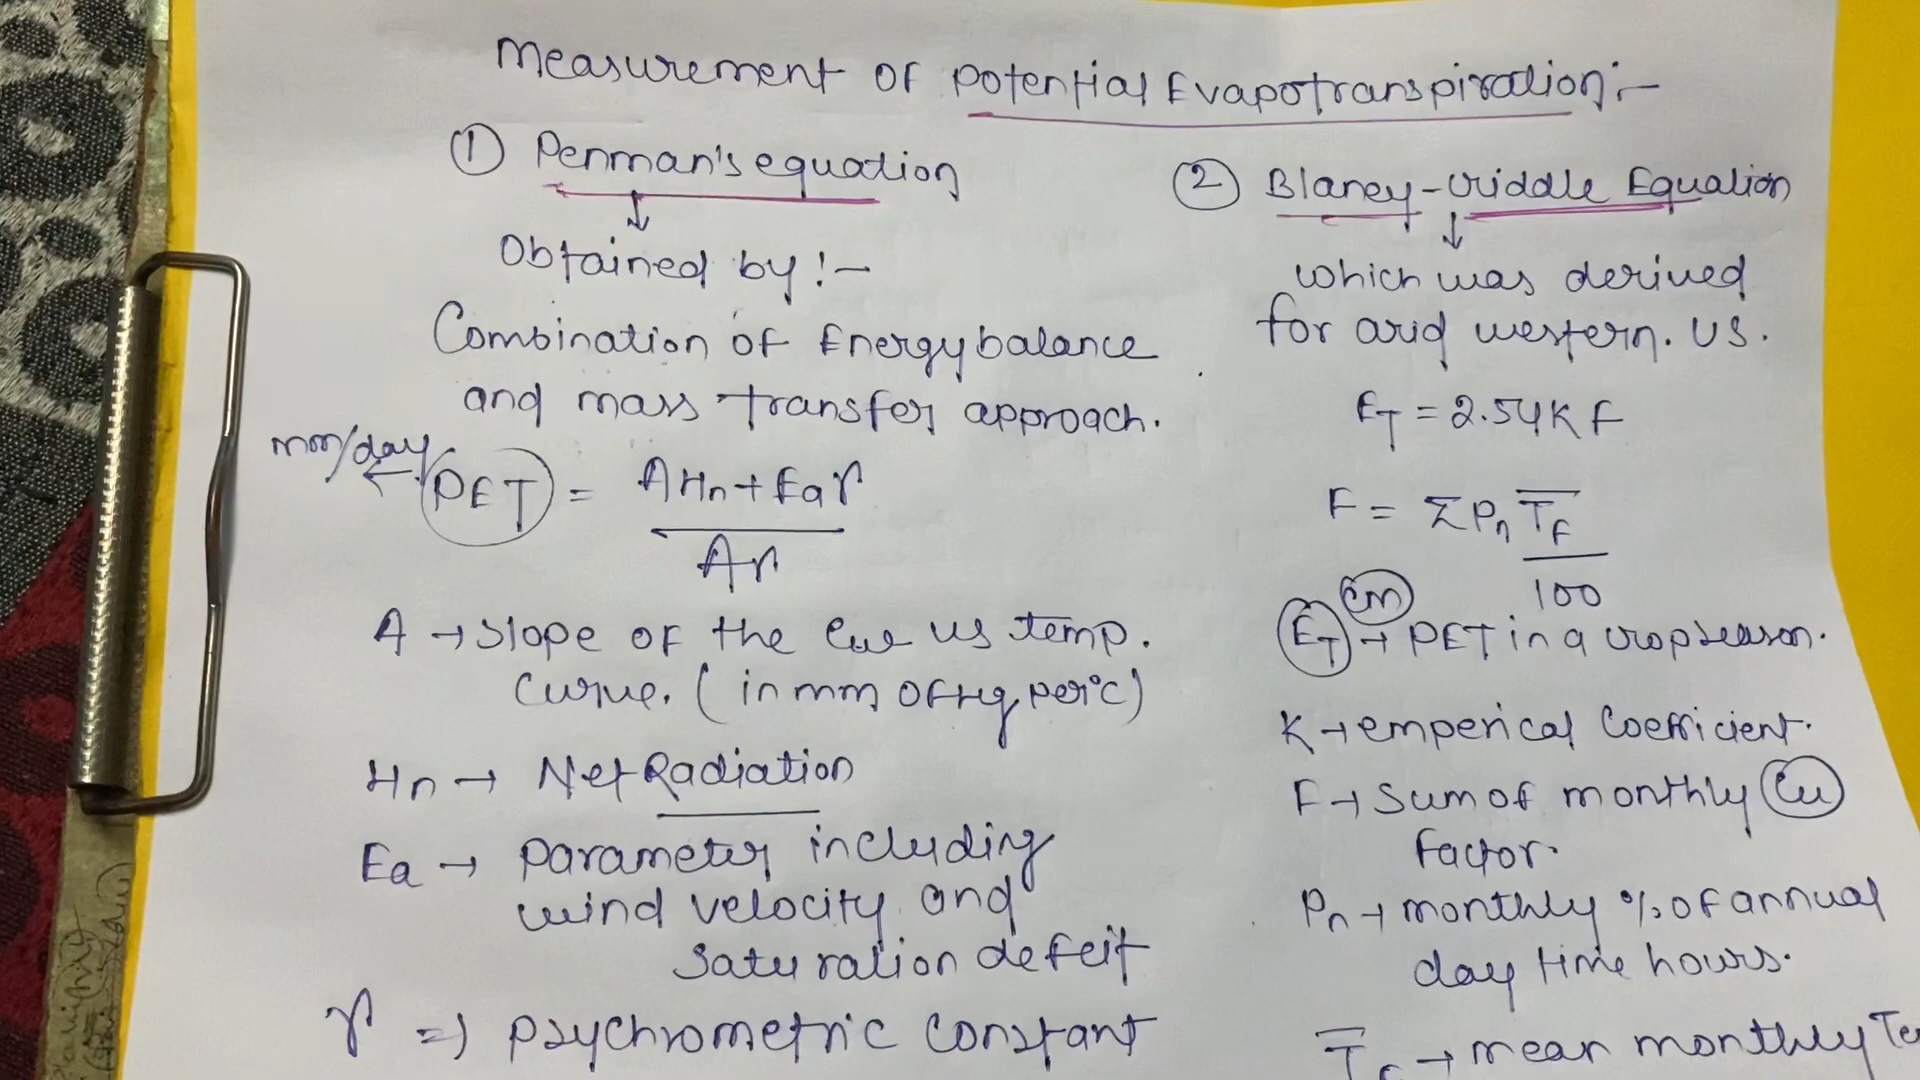 Measurement of Potential Evapotranspiration:-
① Penman's equation
↓
Obtained by !-
Combination of Energy balance
and mass transfer approach.
mm/day ← PET = AHn + Eaγ
Aγ
A → slope of the Cue vs temp.
Curve. (in mm of Hg per°c)
Hn → Net Radiation
Ea → parameter including
wind velocity and
saturation defeit
γ => psychrometric constant
② Blaney-criddle Equation
↓
which was derived
for arid western. US.
ET = 2.54 K F
F = Σ Pn T̅F
100
cm
ET → PET in a crop season.
K → emperical Coefficient.
F → Sum of monthly Cu
factor.
Pn → monthly % of annual
day time hours.
T̅F → mean monthly Te